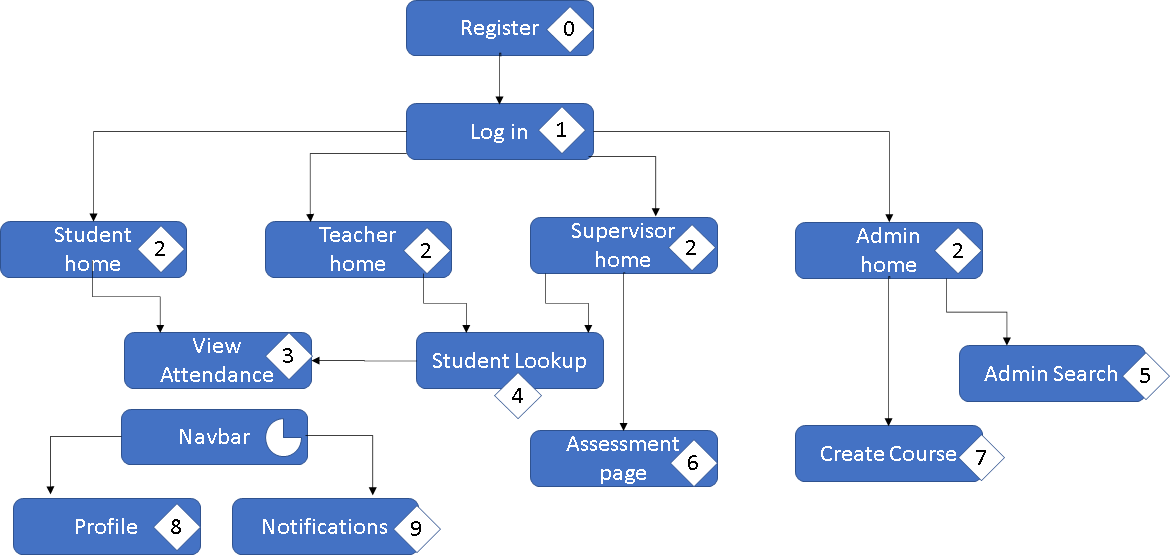 Register 0
Log in 1
Student
home 2
Teacher
home 2
Supervisor
home 2
Admin
home 2
View
Attendance 3
Student Lookup
4
Admin Search 5
Navbar
Assessment
page 6
Create Course 7
Profile 8
Notifications 9